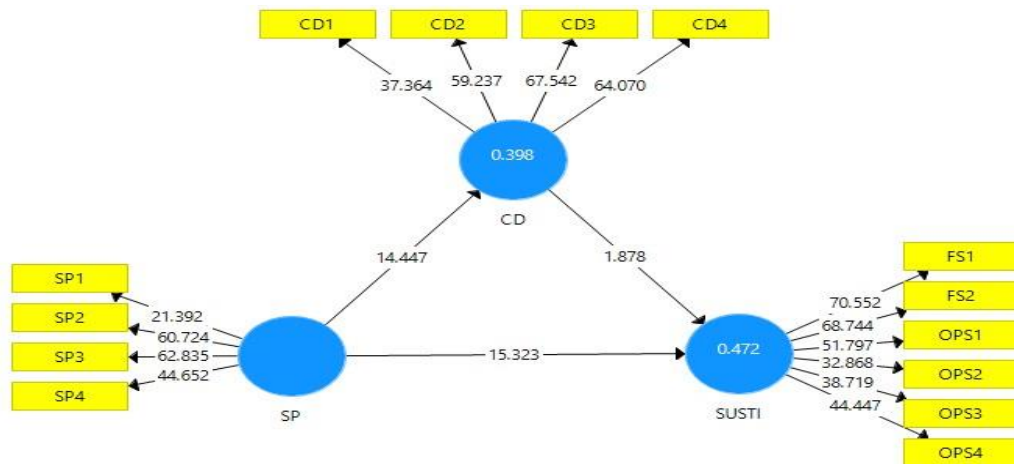 CD1 CD2 CD3 CD4
37.364 59.237 67.542 64.070
0.398
CD
14.447 1.878
SP1
SP2
SP3
SP4
21.392
60.724
62.835
44.652
SP
15.323
0.472
SUSTI
70.552
68.744
51.797
32.868
38.719
44.447
FS1
FS2
OPS1
OPS2
OPS3
OPS4